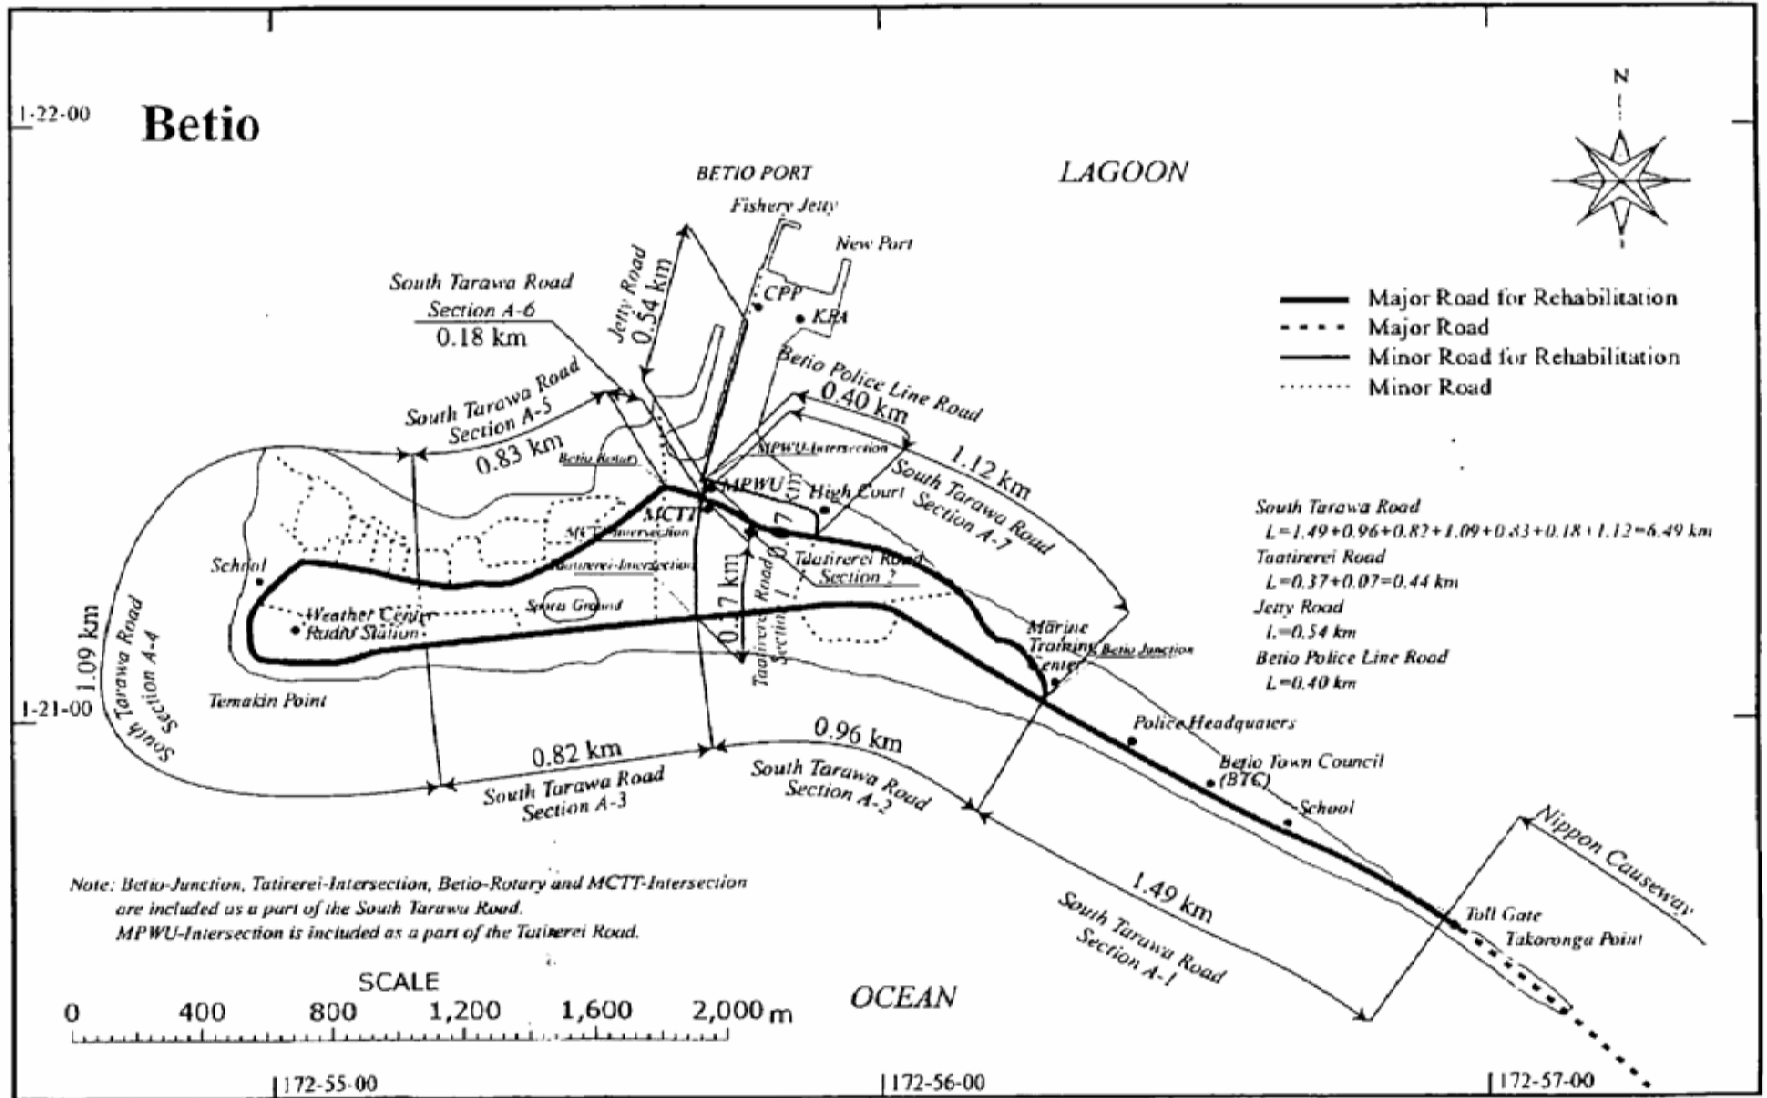 1-22-00
Betio
N
BETIO PORT
LAGOON
Fishery Jetty
New Port
Jetty Road
0.54 km
South Tarawa Road
Section A-6
0.18 km
CPP
KPA
Major Road for Rehabilitation
Major Road
Minor Road for Rehabilitation
Minor Road
Betio Police Line Road
0.40 km
South Tarawa Road
Section A-5
0.83 km
Betio Rotary
MPWU-Intersection
1.12 km
South Tarawa Road
Section A-7
MPWU
High Court
MCTT
MCTT-Intersection
Taatirerei-Intersection
Taatirerei Road
Section 2
Taatirerei Road
Section 1
School
Weather Center
Radio Station
Sports Ground
1.09 km
South Tarawa Road
Section A-4
Temakin Point
1-21-00
Marine
Training
Center
Betio Junction
South Tarawa Road
L=1.49+0.96+0.82+1.09+0.83+0.18+1.12=6.49 km
Taatirerei Road
L=0.37+0.07=0.44 km
Jetty Road
L=0.54 km
Betio Police Line Road
L=0.40 km
Police Headquaters
Betio Town Council
(BTC)
School
0.82 km
South Tarawa Road
Section A-3
0.96 km
South Tarawa Road
Section A-2
1.49 km
South Tarawa Road
Section A-1
Nippon Causeway
Toll Gate
Takoronga Point
Note: Betio-Junction, Tatirerei-Intersection, Betio-Rotary and MCTT-Intersection
are included as a part of the South Tarawa Road.
MPWU-Intersection is included as a part of the Tatirerei Road.
SCALE
0 400 800 1,200 1,600 2,000 m
OCEAN
172-55-00
172-56-00
172-57-00